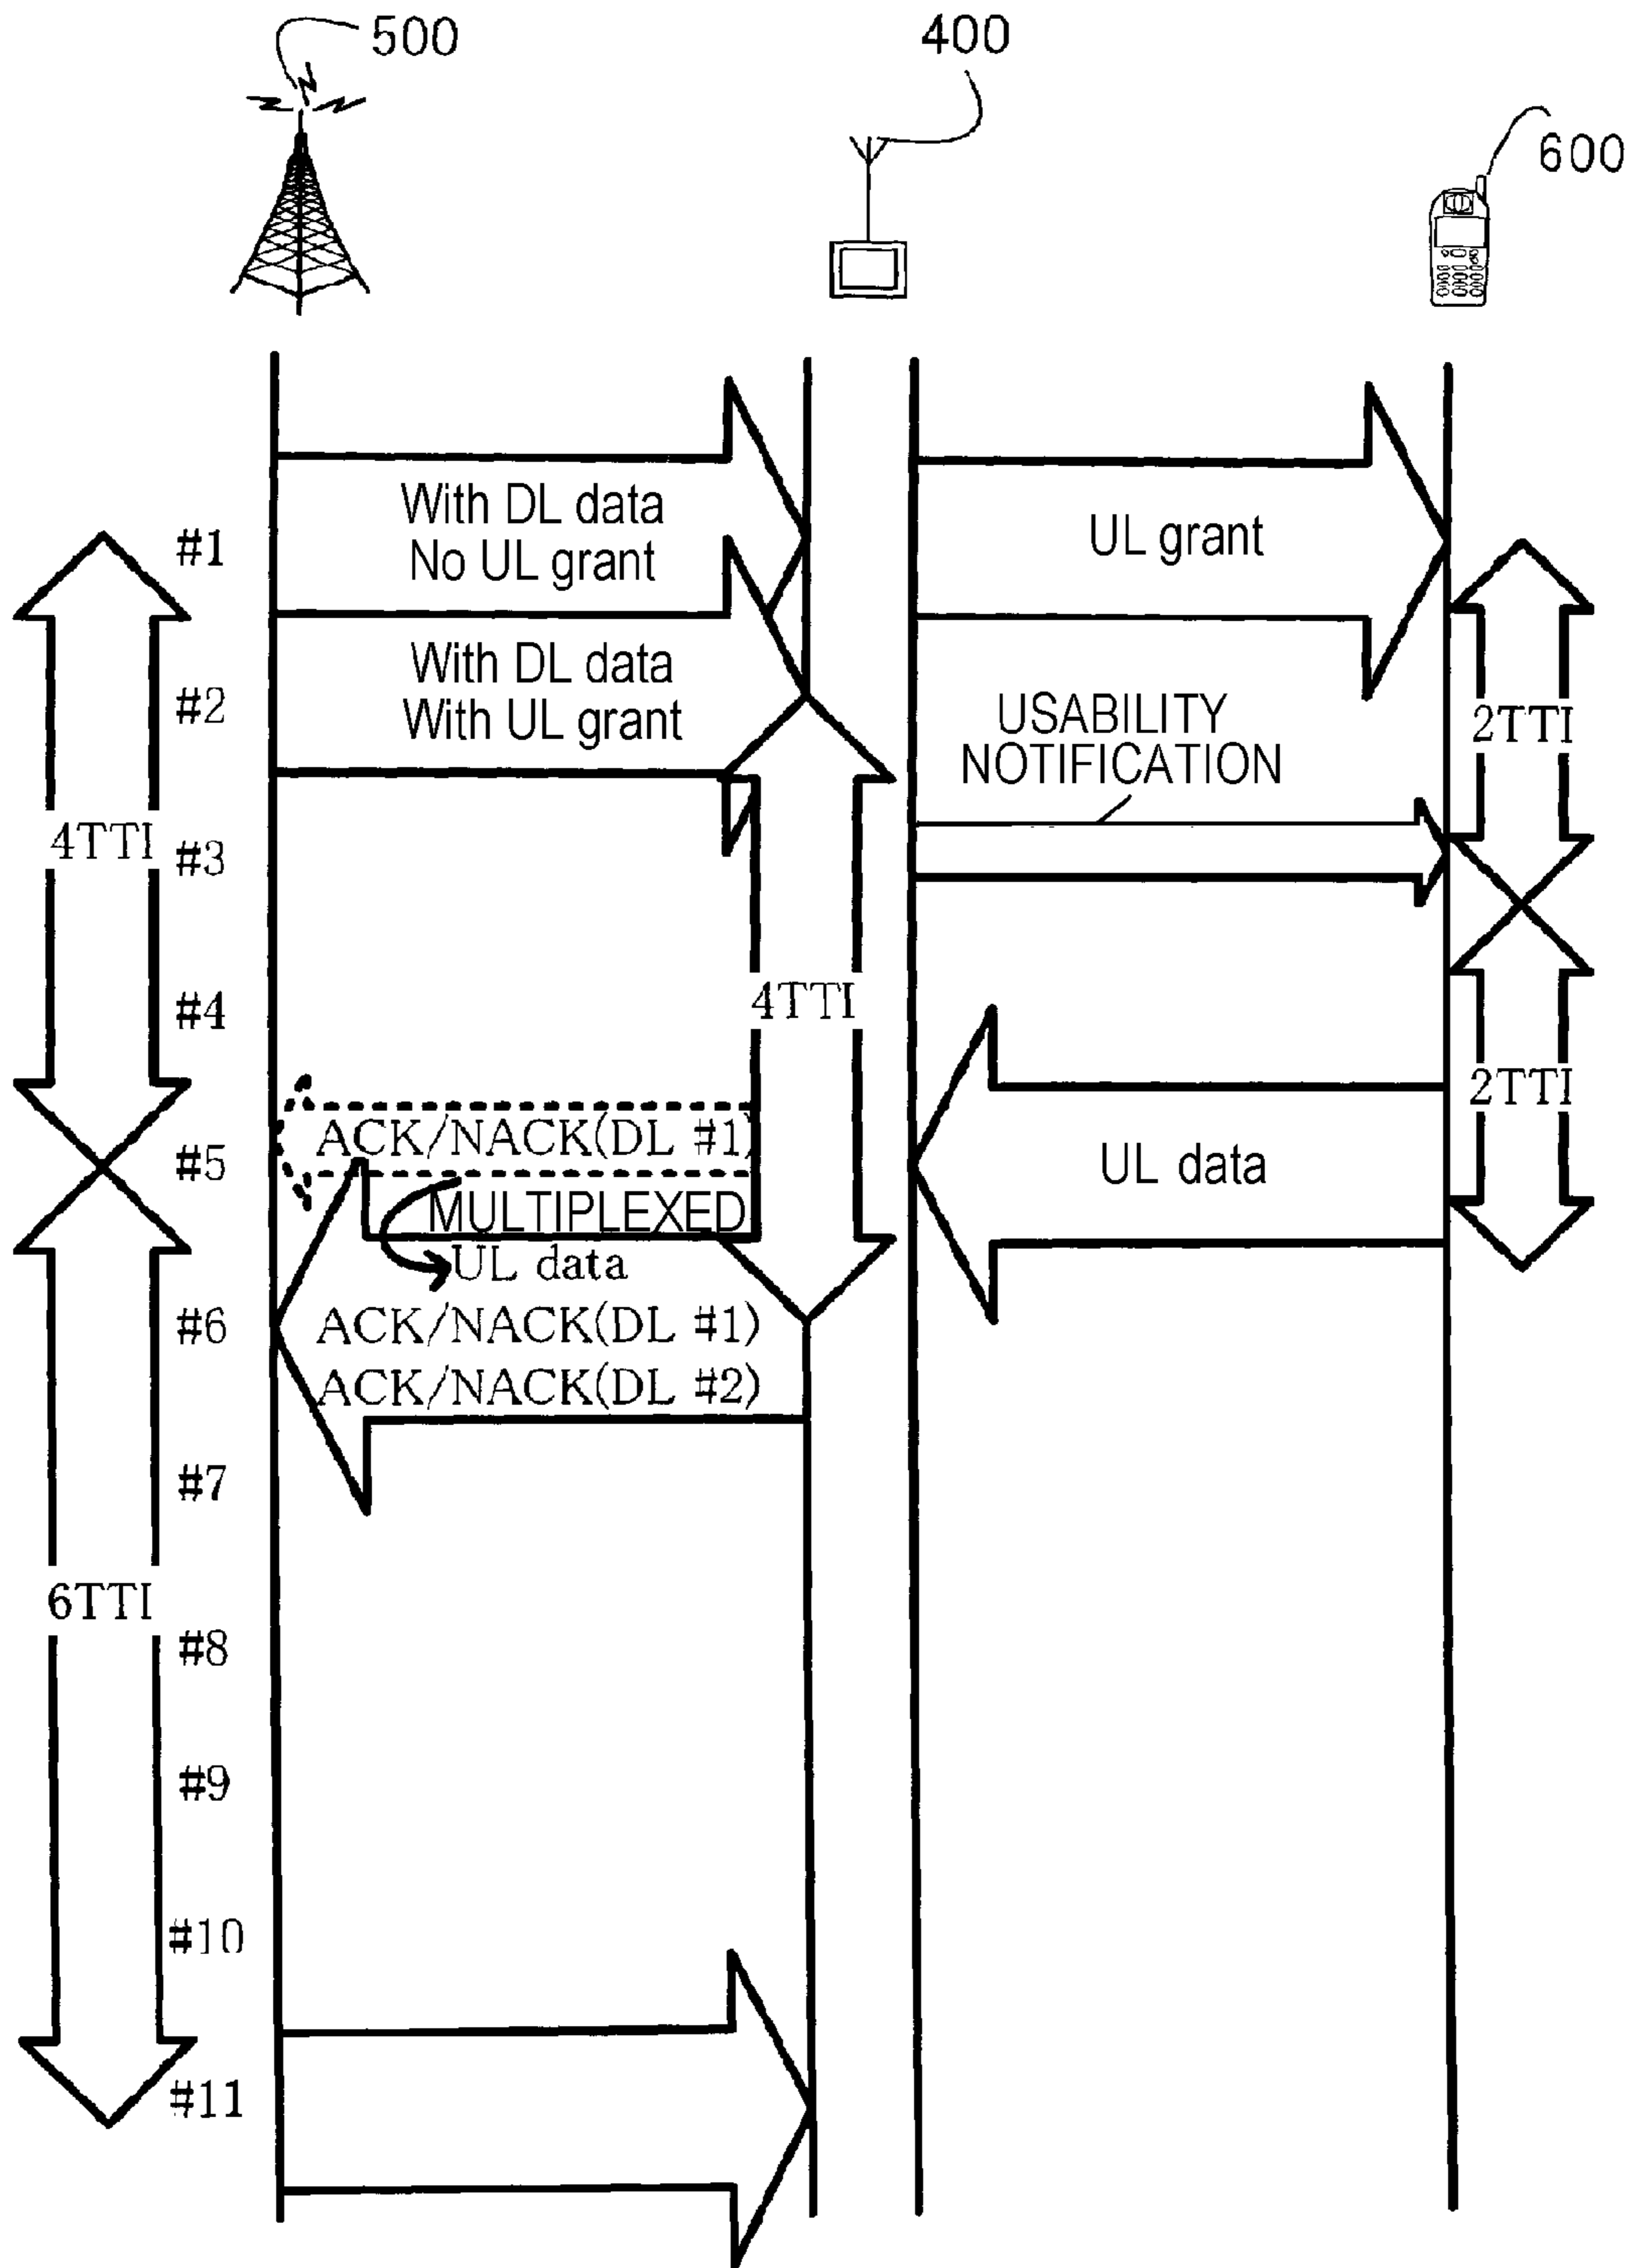 500
400
600
With DL data
No UL grant
UL grant
#1
With DL data
With UL grant
#2
USABILITY
NOTIFICATION
2TTI
4TTI
#3
#4
4TTI
2TTI
ACK/NACK(DL #1)
#5
UL data
MULTIPLEXED
UL data
#6
ACK/NACK(DL #1)
ACK/NACK(DL #2)
#7
6TTI
#8
#9
#10
#11